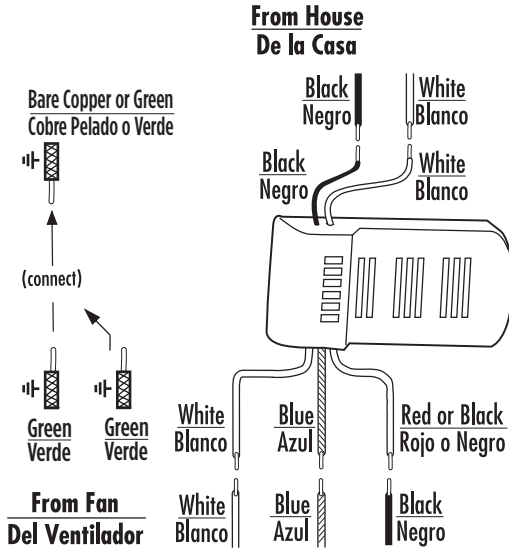 From House
De la Casa
Bare Copper or Green
Cobre Pelado o Verde
Black
Negro
White
Blanco
Black
Negro
White
Blanco
(connect)
Green
Verde
Green
Verde
White
Blanco
Blue
Azul
Red or Black
Rojo o Negro
From Fan
Del Ventilador
White
Blanco
Blue
Azul
Black
Negro